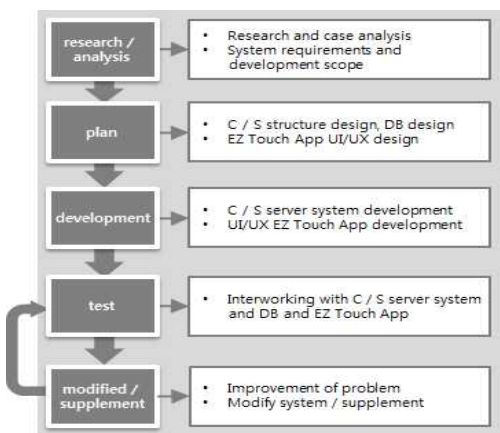 research /
analysis
• Research and case analysis
• System requirements and
development scope
plan
• C / S structure design, DB design
• EZ Touch App UI/UX design
development
• C / S server system development
• UI/UX EZ Touch App development
test
• Interworking with C / S server system
and DB and EZ Touch App
modified /
supplement
• Improvement of problem
• Modify system / supplement